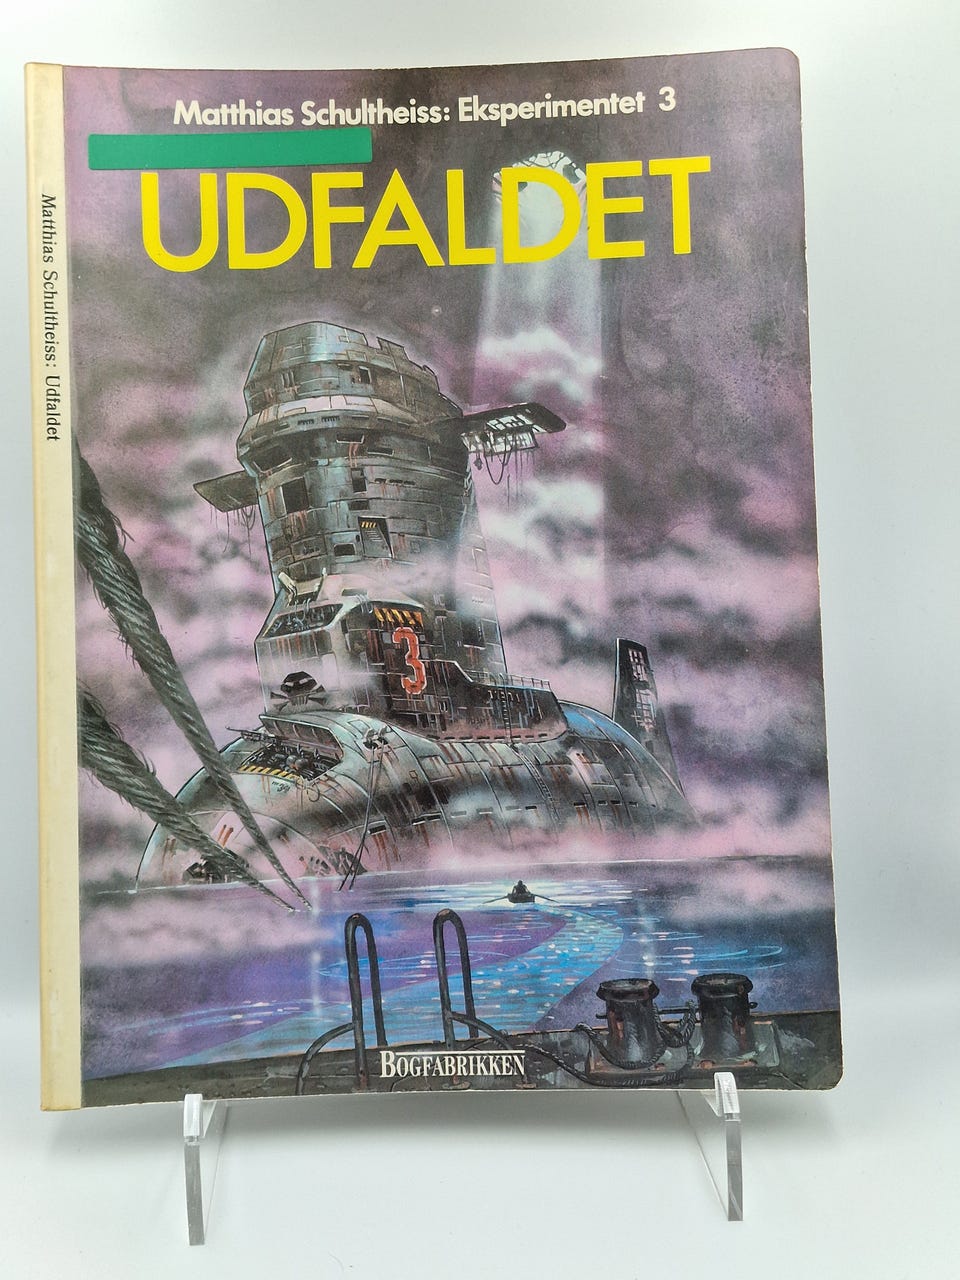 Matthias Schultheiss: Eksperimentet 3
UDFALDET
Matthias Schultheiss: Udfaldet
3
BOGFABRIKKEN